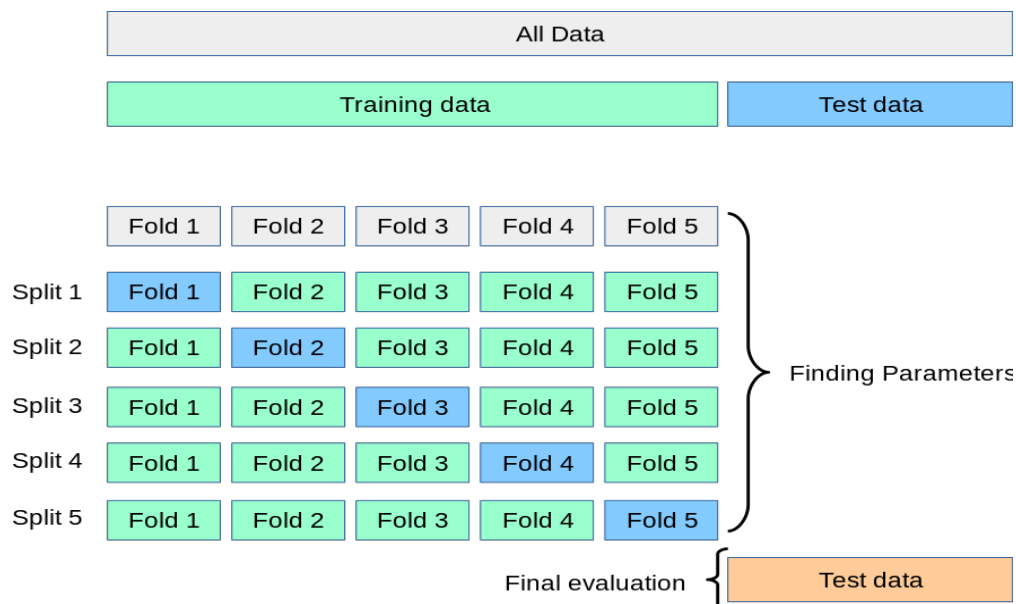 All Data
Training data Test data
Fold 1 Fold 2 Fold 3 Fold 4 Fold 5
Split 1 Fold 1 Fold 2 Fold 3 Fold 4 Fold 5
Split 2 Fold 1 Fold 2 Fold 3 Fold 4 Fold 5
Finding Parameters
Split 3 Fold 1 Fold 2 Fold 3 Fold 4 Fold 5
Split 4 Fold 1 Fold 2 Fold 3 Fold 4 Fold 5
Split 5 Fold 1 Fold 2 Fold 3 Fold 4 Fold 5
Final evaluation Test data